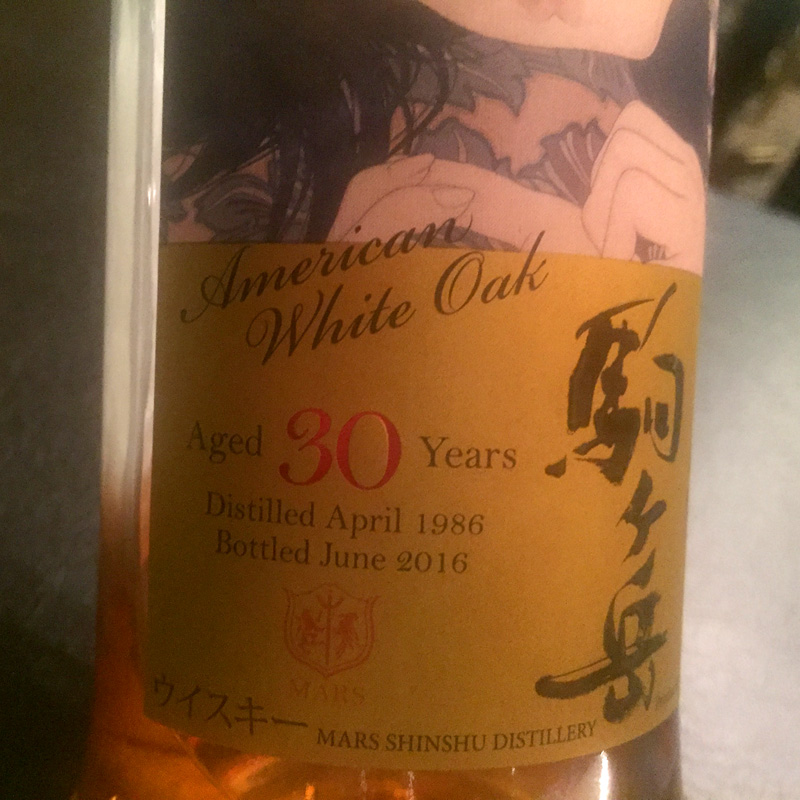 American
White Oak
Aged 30 Years
Distilled April 1986
Bottled June 2016
駒ヶ岳
MARS
ウイスキー
MARS SHINSHU DISTILLERY